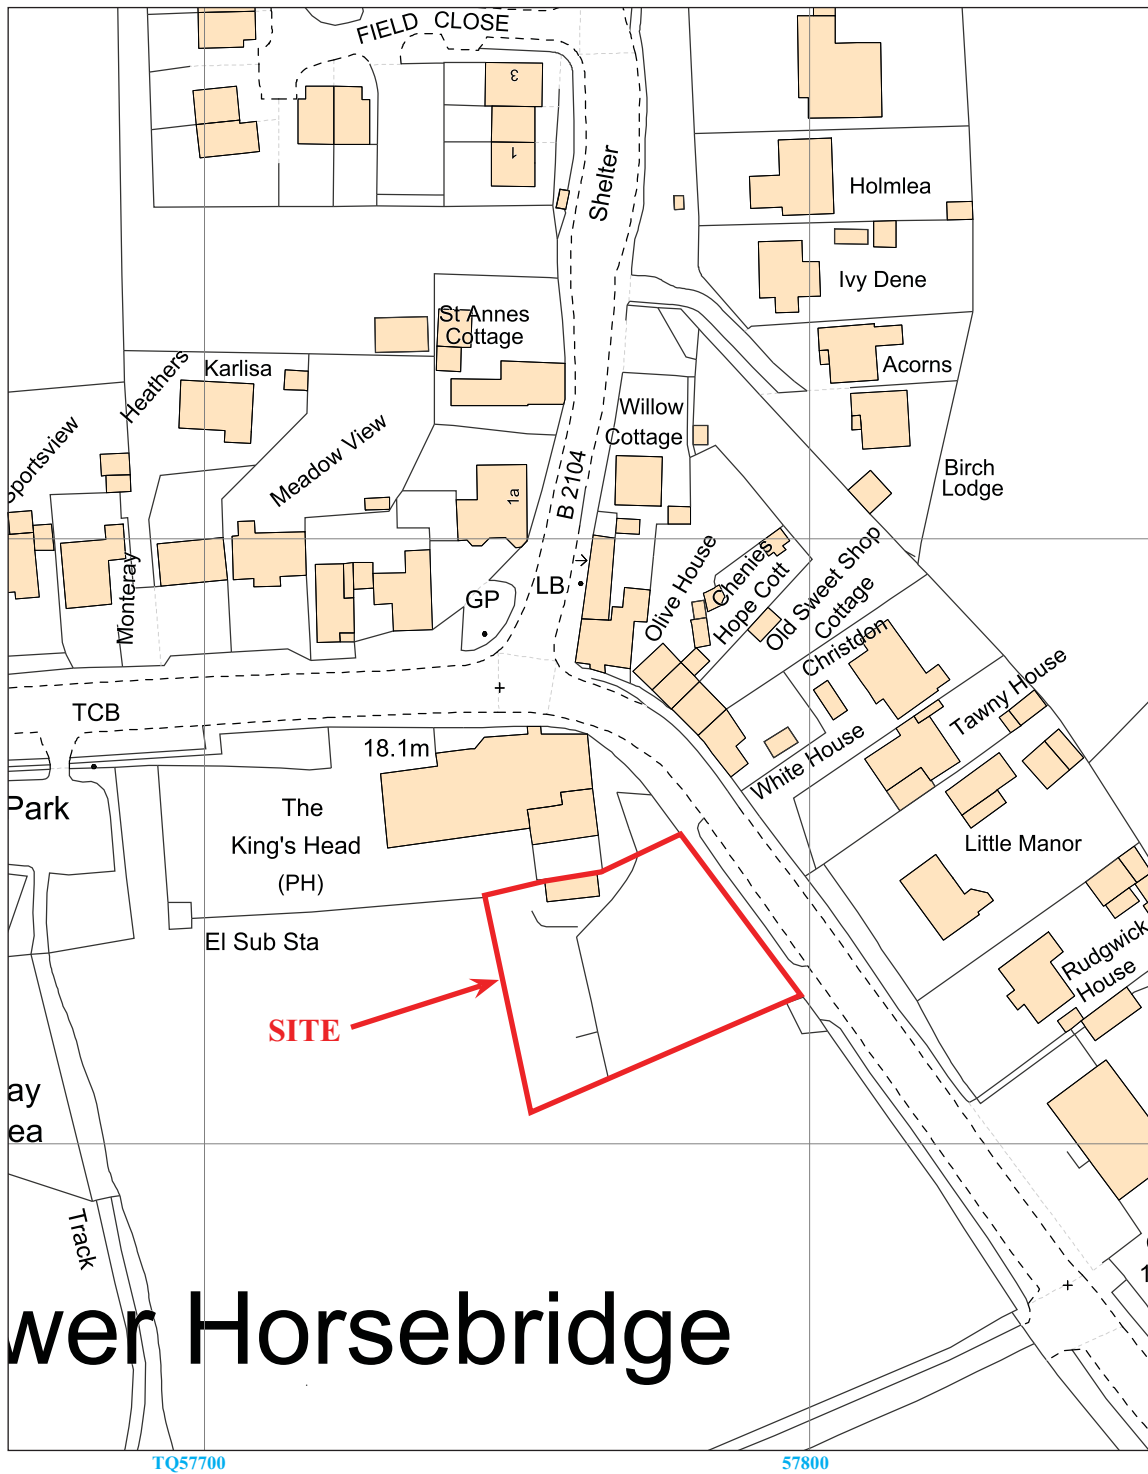 FIELD CLOSE
3
1
Shelter
Holmlea
Ivy Dene
St Annes
Cottage
Acorns
Heathers
Karlisa
Sportsview
Meadow View
Willow
Cottage
B 2104
1a
Birch
Lodge
Monteray
GP
LB
Olive House
Chenies
Hope Cott
Old Sweet Shop
Cottage
Christdon
Tawny House
White House
TCB
18.1m
Park
The
King's Head
(PH)
Little Manor
El Sub Sta
Rudgwick
House
SITE
ay
ea
Track
wer Horsebridge
TQ57700
57800